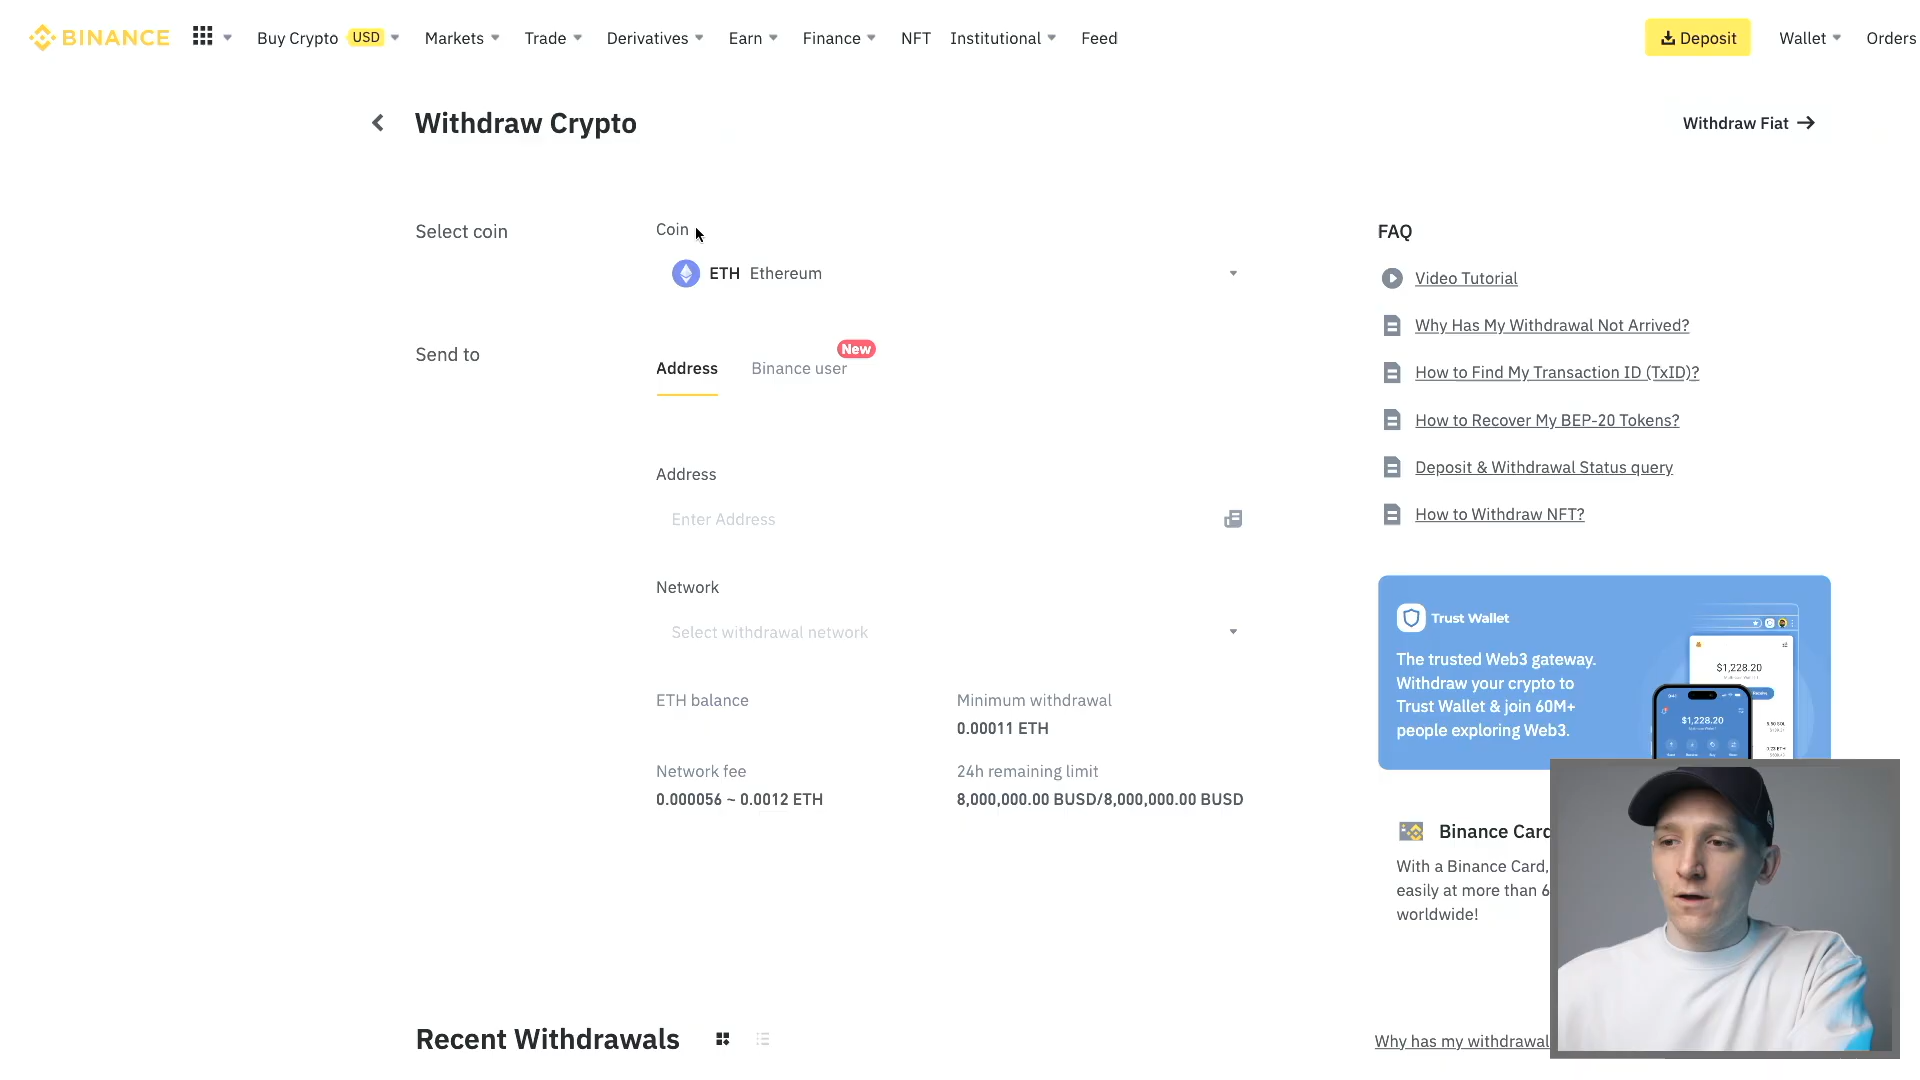 BINANCE
Buy Crypto USD
Markets
Trade
Derivatives
Earn
Finance
NFT
Institutional
Feed
Deposit
Wallet
Orders
Withdraw Crypto
Withdraw Fiat
Select coin
Coin
ETH Ethereum
Send to
Address
Binance user
New
Address
Enter Address
Network
Select withdrawal network
ETH balance
Minimum withdrawal
0.00011 ETH
Network fee
0.000056 ~ 0.0012 ETH
24h remaining limit
8,000,000.00 BUSD/8,000,000.00 BUSD
FAQ
Video Tutorial
Why Has My Withdrawal Not Arrived?
How to Find My Transaction ID (TxID)?
How to Recover My BEP-20 Tokens?
Deposit & Withdrawal Status query
How to Withdraw NFT?
Trust Wallet
The trusted Web3 gateway.
Withdraw your crypto to
Trust Wallet & join 60M+
people exploring Web3.
$1,228.20
$1,228.20
Binance Card
With a Binance Card,
easily at more than 6
worldwide!
Recent Withdrawals
Why has my withdrawal